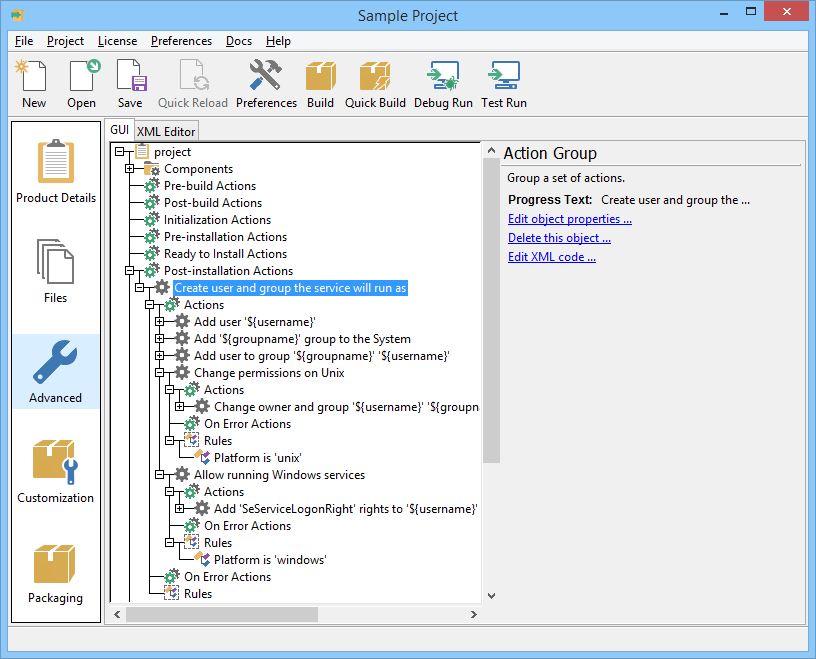 Sample Project
File Project License Preferences Docs Help
New Open Save Quick Reload Preferences Build Quick Build Debug Run Test Run
Product Details
Files
Advanced
Customization
Packaging
GUI XML Editor
project
Components
Pre-build Actions
Post-build Actions
Initialization Actions
Pre-installation Actions
Ready to Install Actions
Post-installation Actions
Create user and group the service will run as
Actions
Add user '${username}'
Add '${groupname}' group to the System
Add user to group '${groupname}' '${username}'
Change permissions on Unix
Actions
Change owner and group '${username}' '${groupn
On Error Actions
Rules
Platform is 'unix'
Allow running Windows services
Actions
Add 'SeServiceLogonRight' rights to '${username}'
On Error Actions
Rules
Platform is 'windows'
On Error Actions
Rules
Action Group
Group a set of actions.
Progress Text: Create user and group the ...
Edit object properties ...
Delete this object ...
Edit XML code ...